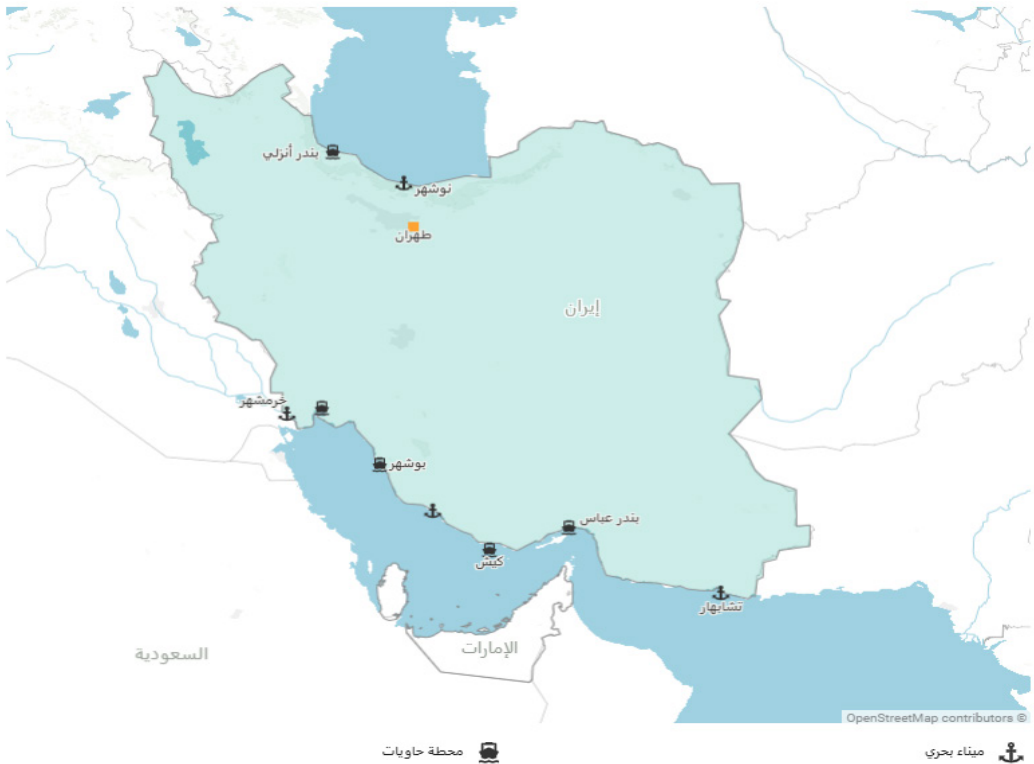 بندر أنزلي
نوشهر
طهران
إيران
خرمشهر
بوشهر
بندر عباس
كيش
تشابهار
الإمارات
السعودية
OpenStreetMap contributors ©
ميناء بحري
محطة حاويات